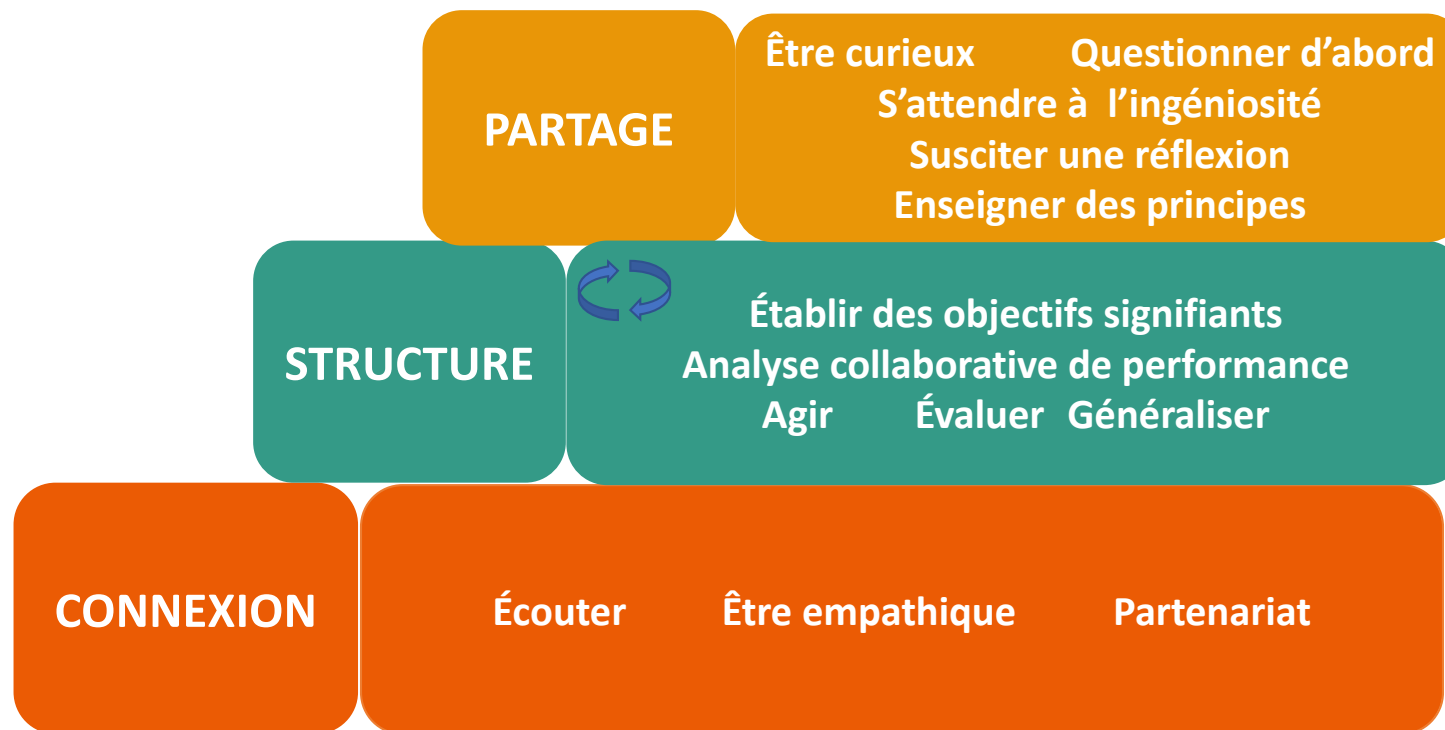 PARTAGE
Être curieux Questionner d’abord
S’attendre à l’ingéniosité
Susciter une réflexion
Enseigner des principes
STRUCTURE
Établir des objectifs signifiants
Analyse collaborative de performance
Agir Évaluer Généraliser
CONNEXION
Écouter Être empathique Partenariat